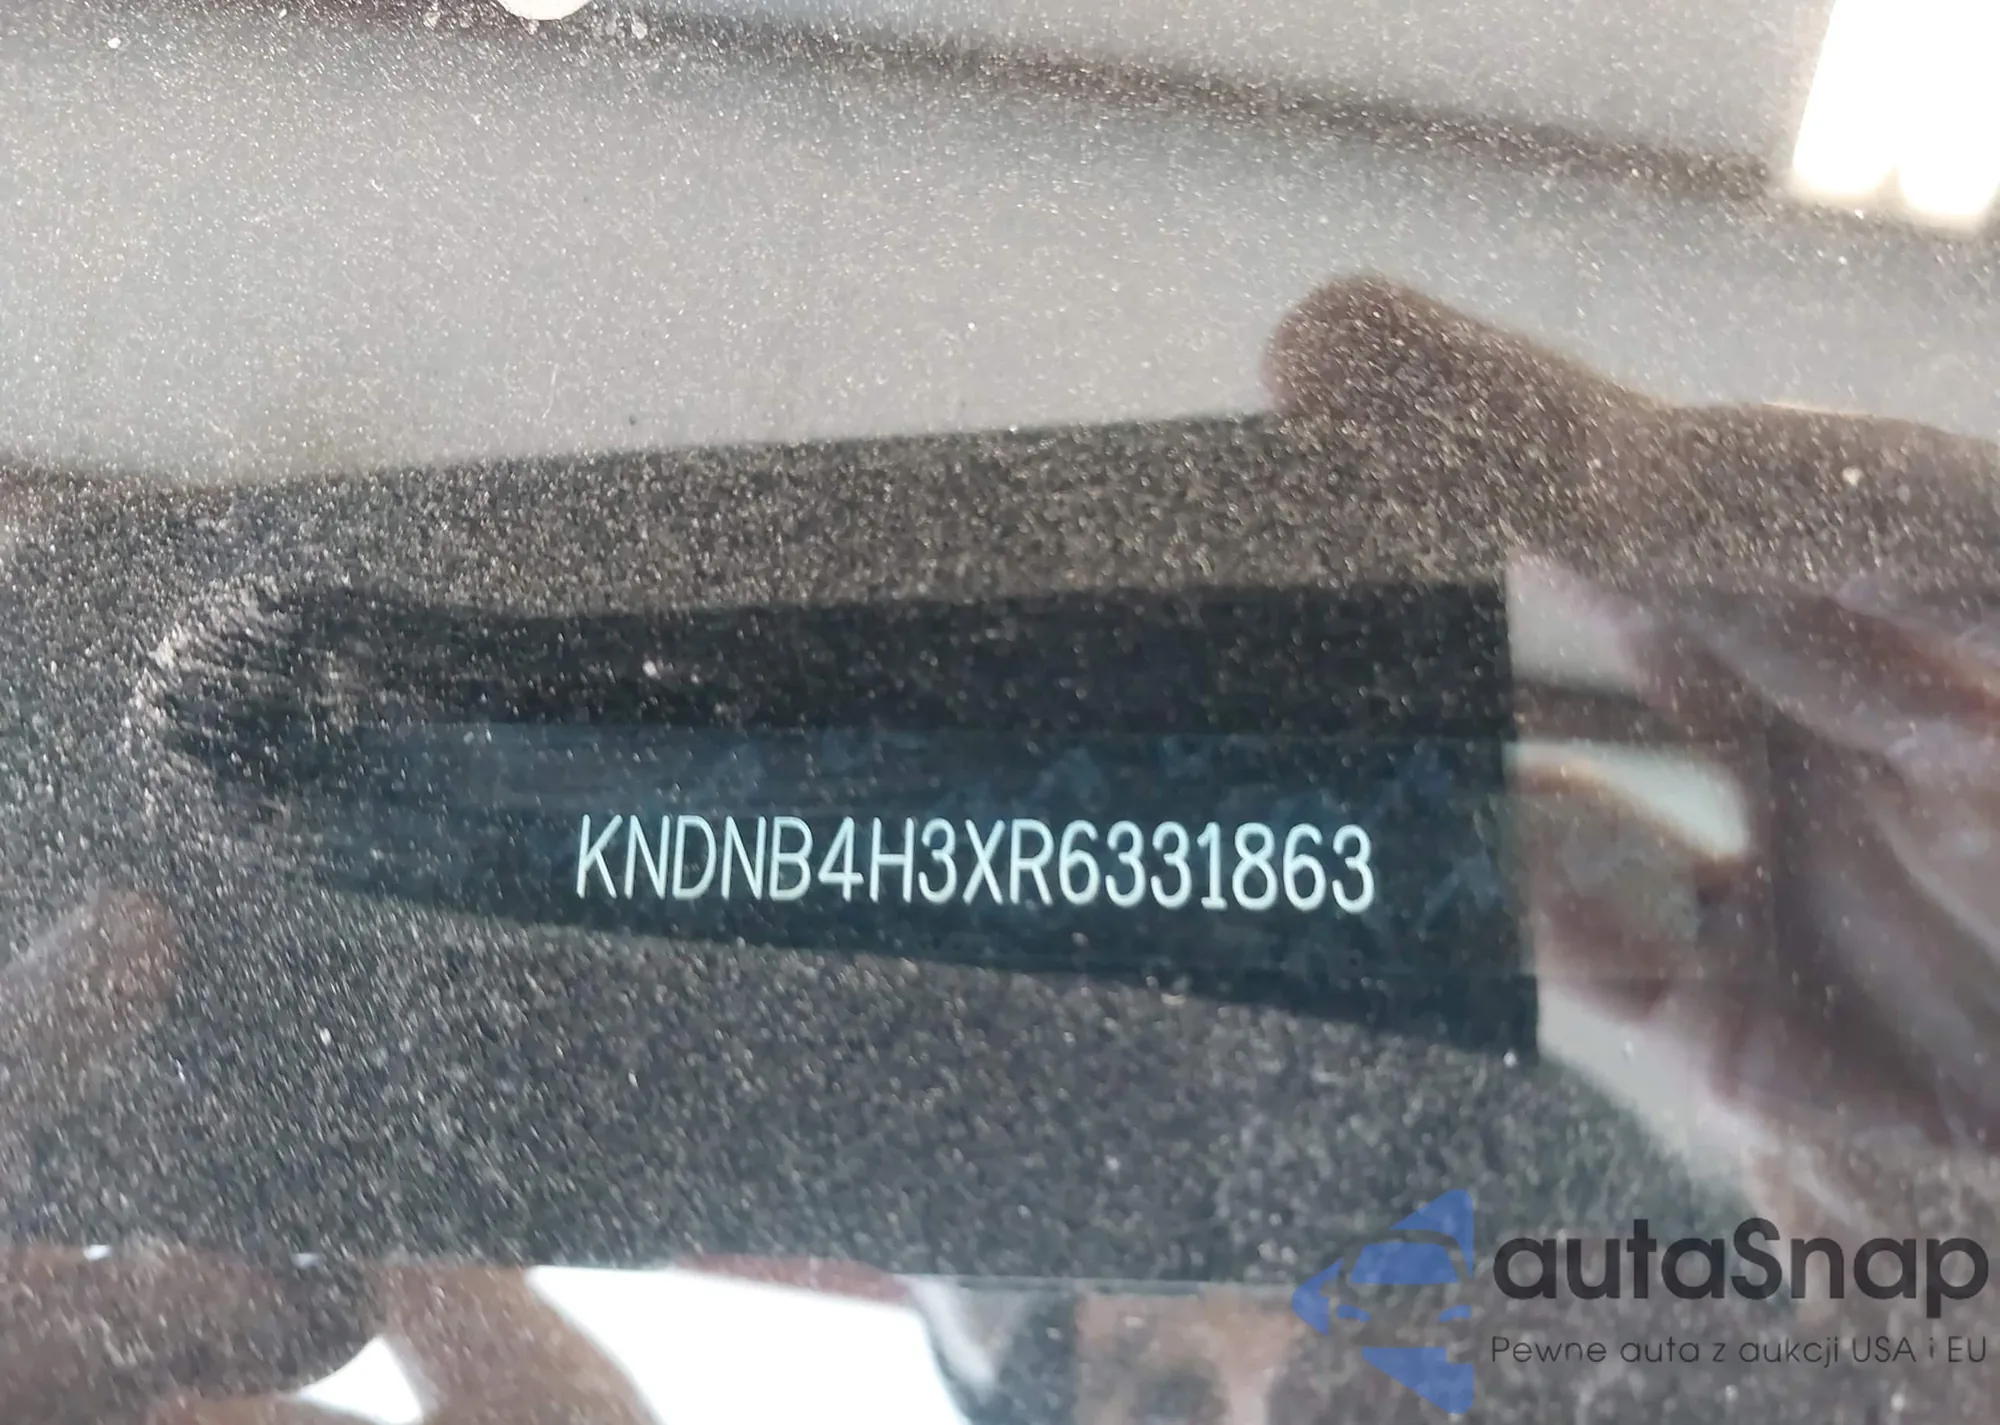 KNDNB4H3XR6331863
autaSnap
Pewne auta z aukcji USA i EU